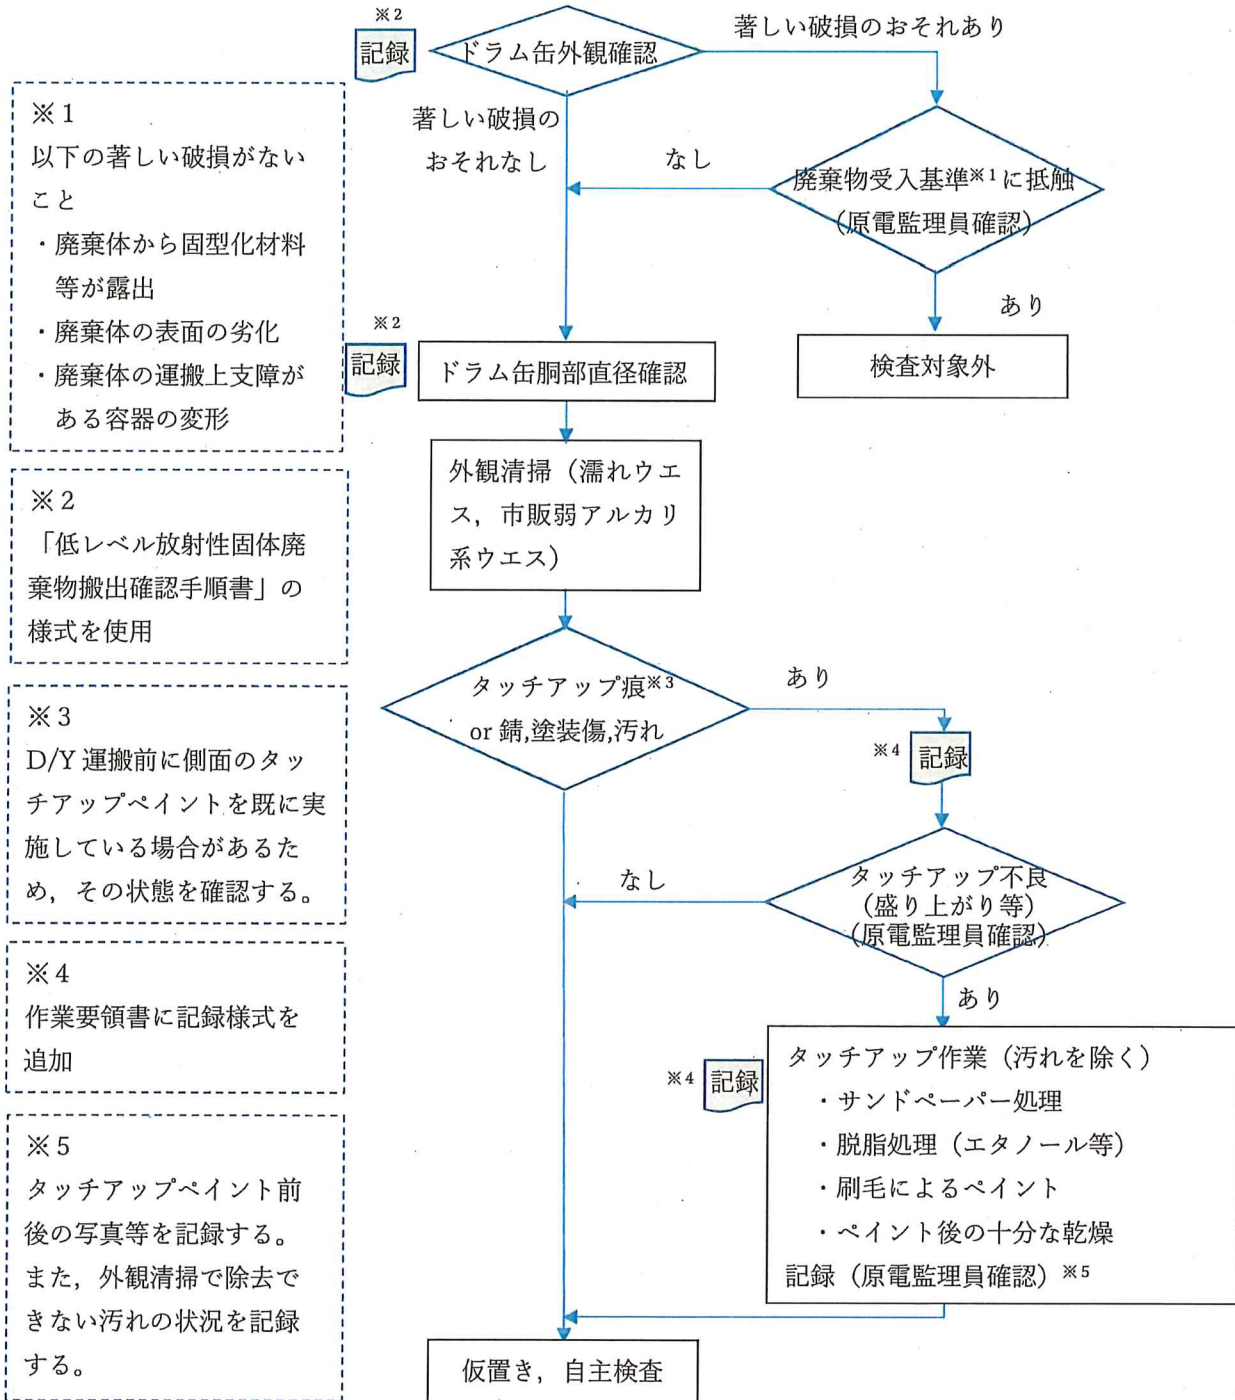 ※2
記録
ドラム缶外観確認
著しい破損のおそれあり
著しい破損の
おそれなし
なし
廃棄物受入基準※1に抵触
(原電監理員確認)
あり
検査対象外
※2
記録
ドラム缶胴部直径確認
外観清掃（濡れウエ
ス，市販弱アルカリ
系ウエス）
タッチアップ痕※3
or 錆,塗装傷,汚れ
あり
※4
記録
なし
タッチアップ不良
(盛り上がり等)
(原電監理員確認)
あり
※4
記録
タッチアップ作業（汚れを除く）
・サンドペーパー処理
・脱脂処理（エタノール等）
・刷毛によるペイント
・ペイント後の十分な乾燥
記録（原電監理員確認）※5
仮置き，自主検査
※1
以下の著しい破損がない
こと
・廃棄体から固型化材料
等が露出
・廃棄体の表面の劣化
・廃棄体の運搬上支障が
ある容器の変形
※2
「低レベル放射性固体廃
棄物搬出確認手順書」の
様式を使用
※3
D/Y 運搬前に側面のタッ
チアップペイントを既に実
施している場合があるた
め，その状態を確認する。
※4
作業要領書に記録様式を
追加
※5
タッチアップペイント前
後の写真等を記録する。
また，外観清掃で除去で
きない汚れの状況を記録
する。